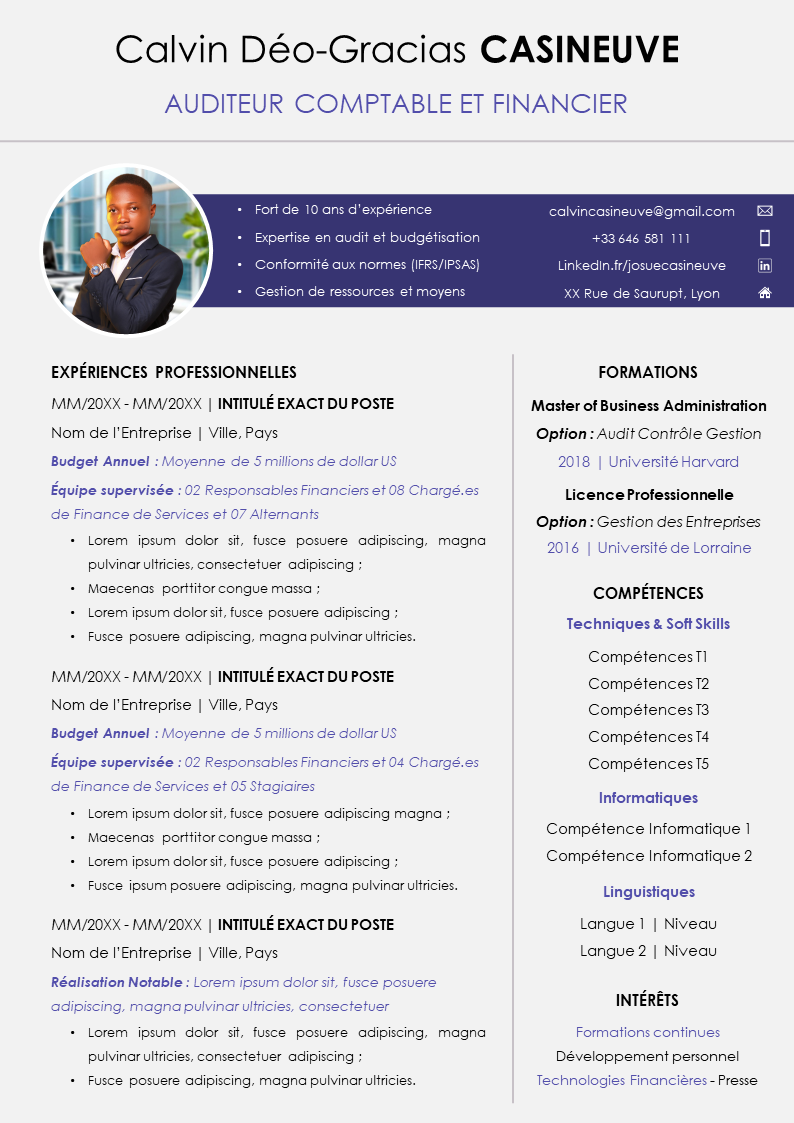 Calvin Déo-Gracias CASINEUVE
AUDITEUR COMPTABLE ET FINANCIER
• Fort de 10 ans d’expérience
• Expertise en audit et budgétisation
• Conformité aux normes (IFRS/IPSAS)
• Gestion de ressources et moyens
calvincasineuve@gmail.com
+33 646 581 111
LinkedIn.fr/josuecasineuve
in
XX Rue de Saurupt, Lyon
EXPÉRIENCES PROFESSIONNELLES
MM/20XX - MM/20XX | INTITULÉ EXACT DU POSTE
Nom de l’Entreprise | Ville, Pays
Budget Annuel : Moyenne de 5 millions de dollar US
Équipe supervisée : 02 Responsables Financiers et 08 Chargé.es
de Finance de Services et 07 Alternants
• Lorem ipsum dolor sit, fusce posuere adipiscing, magna
pulvinar ultricies, consectetuer adipiscing ;
• Maecenas porttitor congue massa ;
• Lorem ipsum dolor sit, fusce posuere adipiscing ;
• Fusce posuere adipiscing, magna pulvinar ultricies.
MM/20XX - MM/20XX | INTITULÉ EXACT DU POSTE
Nom de l’Entreprise | Ville, Pays
Budget Annuel : Moyenne de 5 millions de dollar US
Équipe supervisée : 02 Responsables Financiers et 04 Chargé.es
de Finance de Services et 05 Stagiaires
• Lorem ipsum dolor sit, fusce posuere adipiscing magna ;
• Maecenas porttitor congue massa ;
• Lorem ipsum dolor sit, fusce posuere adipiscing ;
• Fusce ipsum posuere adipiscing, magna pulvinar ultricies.
MM/20XX - MM/20XX | INTITULÉ EXACT DU POSTE
Nom de l’Entreprise | Ville, Pays
Réalisation Notable : Lorem ipsum dolor sit, fusce posuere
adipiscing, magna pulvinar ultricies, consectetuer
• Lorem ipsum dolor sit, fusce posuere adipiscing, magna
pulvinar ultricies, consectetuer adipiscing ;
• Fusce posuere adipiscing, magna pulvinar ultricies.
FORMATIONS
Master of Business Administration
Option : Audit Contrôle Gestion
2018 | Université Harvard
Licence Professionnelle
Option : Gestion des Entreprises
2016 | Université de Lorraine
COMPÉTENCES
Techniques & Soft Skills
Compétences T1
Compétences T2
Compétences T3
Compétences T4
Compétences T5
Informatiques
Compétence Informatique 1
Compétence Informatique 2
Linguistiques
Langue 1 | Niveau
Langue 2 | Niveau
INTÉRÊTS
Formations continues
Développement personnel
Technologies Financières - Presse